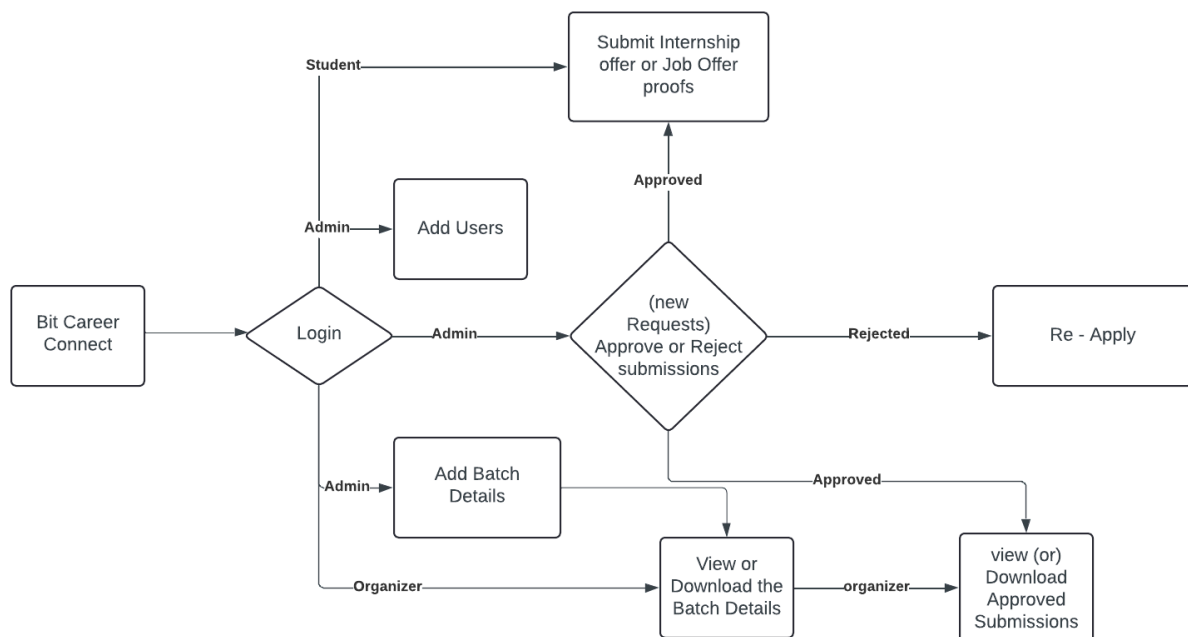 Submit Internship
offer or Job Offer
proofs
Student
Approved
Admin
Add Users
Bit Career
Connect
Login
Admin
(new
Requests)
Approve or Reject
submissions
Rejected
Re - Apply
Admin
Add Batch
Details
Approved
Organizer
View or
Download the
Batch Details
organizer
view (or)
Download
Approved
Submissions